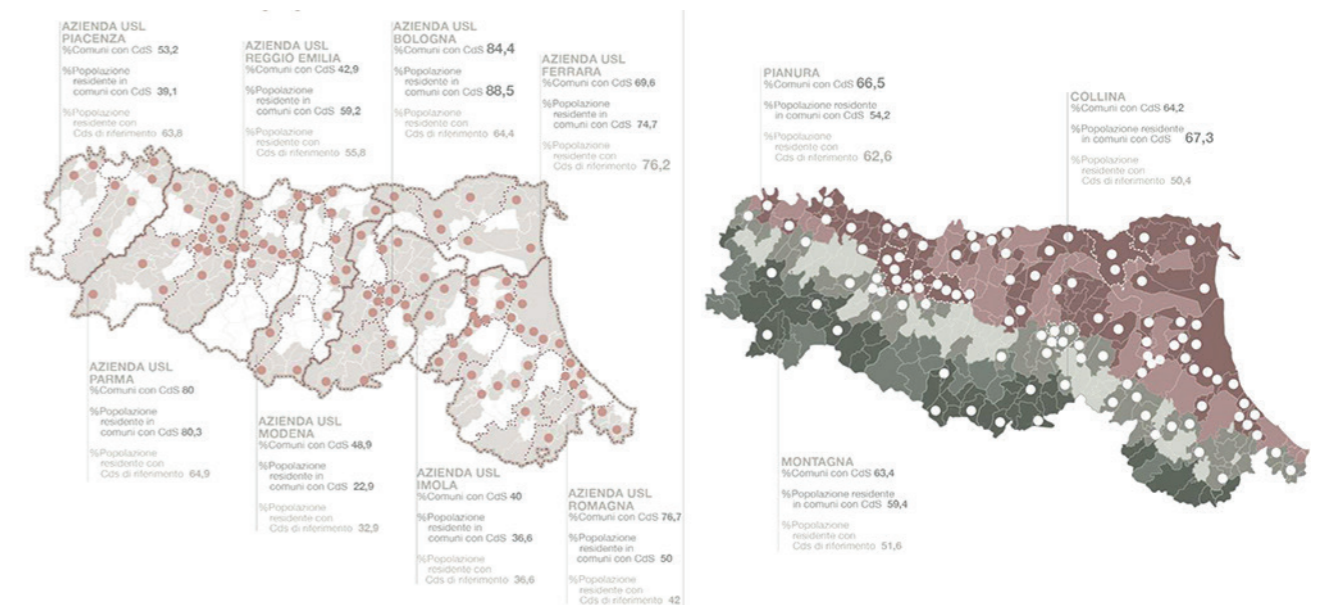 AZIENDA USL
PIACENZA
%Comuni con CdS 53,2
%Popolazione
residente in
comuni con CdS 39,1
%Popolazione
residente con
Cds di riferimento 63,8
AZIENDA USL
REGGIO EMILIA
%Comuni con CdS 42,9
%Popolazione
residente in
comuni con CdS 59,2
%Popolazione
residente con
Cds di riferimento 55,8
AZIENDA USL
BOLOGNA
%Comuni con CdS 84,4
%Popolazione
residente in
comuni con CdS 88,5
%Popolazione
residente con
Cds di riferimento 64,4
AZIENDA USL
FERRARA
%Comuni con CdS 69,6
%Popolazione
residente in
comuni con CdS 74,7
%Popolazione
residente con
Cds di riferimento 76,2
AZIENDA USL
PARMA
%Comuni con CdS 80
%Popolazione
residente in
comuni con CdS 80,3
%Popolazione
residente con
Cds di riferimento 64,9
AZIENDA USL
MODENA
%Comuni con CdS 48,9
%Popolazione
residente in
comuni con CdS 22,9
%Popolazione
residente con
Cds di riferimento 32,9
AZIENDA USL
IMOLA
%Comuni con CdS 40
%Popolazione
residente in
comuni con CdS 36,6
%Popolazione
residente con
Cds di riferimento 36,6
AZIENDA USL
ROMAGNA
%Comuni con CdS 76,7
%Popolazione
residente in
comuni con CdS 50
%Popolazione
residente con
Cds di riferimento 42
PIANURA
%Comuni con CdS 66,5
%Popolazione residente
in comuni con CdS 54,2
%Popolazione
residente con
Cds di riferimento 62,6
COLLINA
%Comuni con CdS 64,2
%Popolazione residente
in comuni con CdS 67,3
%Popolazione
residente con
Cds di riferimento 50,4
MONTAGNA
%Comuni con CdS 63,4
%Popolazione residente
in comuni con CdS 59,4
%Popolazione
residente con
Cds di riferimento 51,6